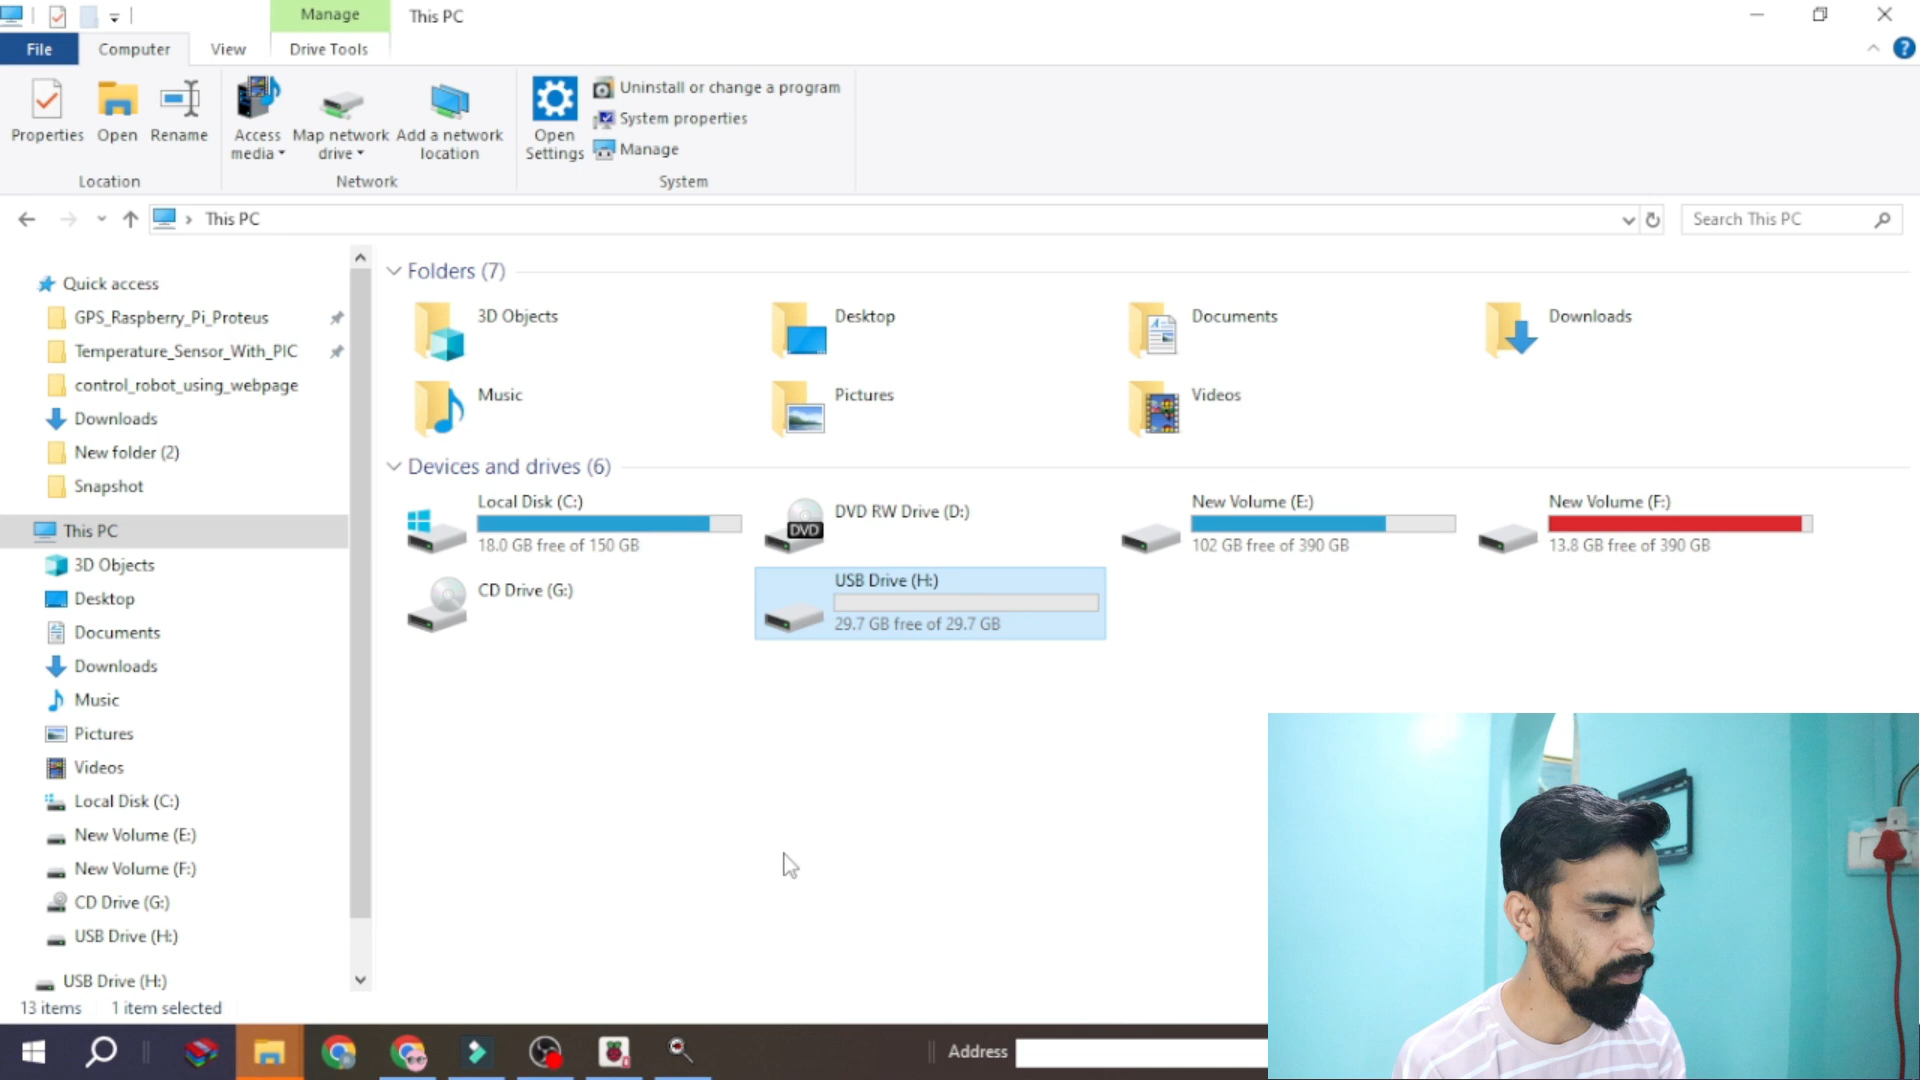 Manage
This PC
File
Computer
View
Drive Tools
Properties
Open
Rename
Access media
Map network drive
Add a network location
Open Settings
Uninstall or change a program
System properties
Manage
Location
Network
System
This PC
Search This PC
Quick access
GPS_Raspberry_Pi_Proteus
Temperature_Sensor_With_PIC
control_robot_using_webpage
Downloads
New folder (2)
Snapshot
This PC
3D Objects
Desktop
Documents
Downloads
Music
Pictures
Videos
Local Disk (C:)
New Volume (E:)
New Volume (F:)
CD Drive (G:)
USB Drive (H:)
USB Drive (H:)
Folders (7)
3D Objects
Desktop
Documents
Downloads
Music
Pictures
Videos
Devices and drives (6)
Local Disk (C:)
18.0 GB free of 150 GB
DVD
DVD RW Drive (D:)
New Volume (E:)
102 GB free of 390 GB
New Volume (F:)
13.8 GB free of 390 GB
CD Drive (G:)
USB Drive (H:)
29.7 GB free of 29.7 GB
13 items
1 item selected
Address